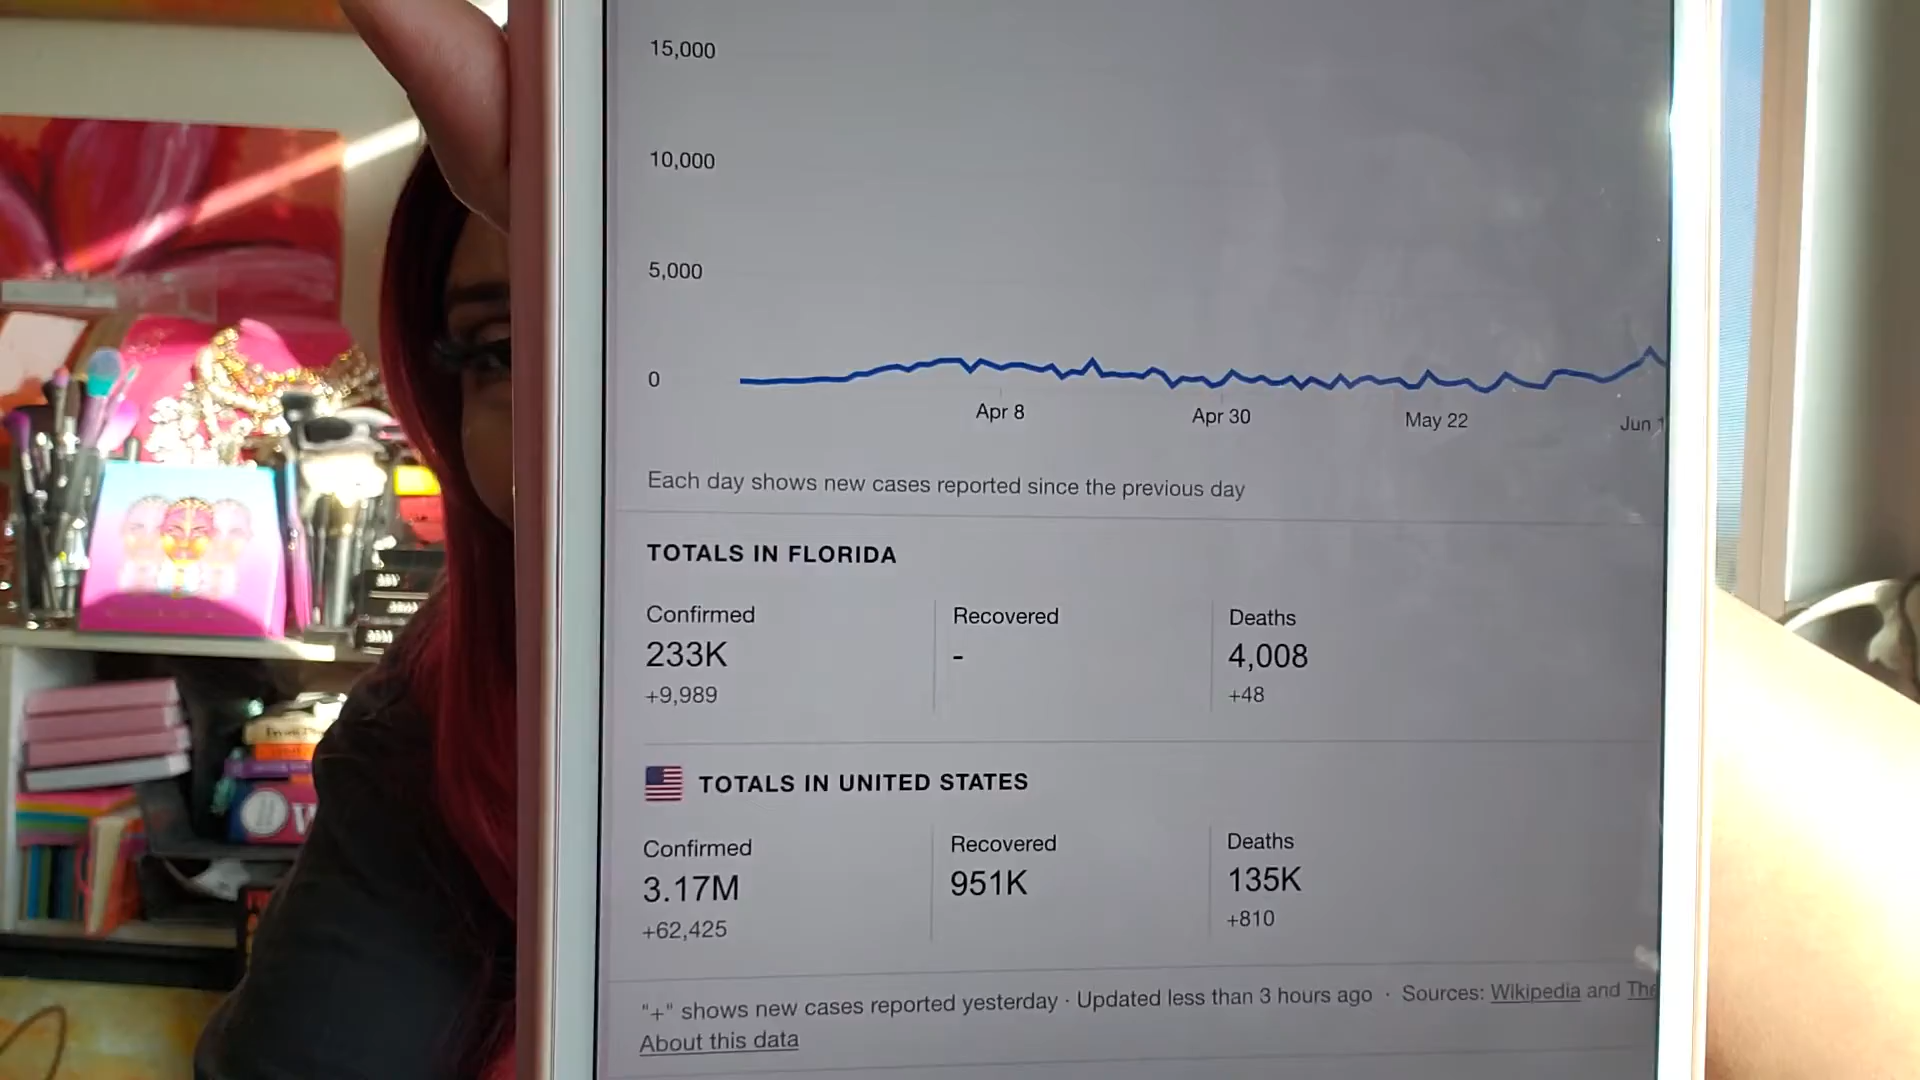 15,000
10,000
5,000
0
Apr 8 Apr 30 May 22 Jun
Each day shows new cases reported since the previous day
TOTALS IN FLORIDA
Confirmed Recovered Deaths
233K - 4,008
+9,989 +48
TOTALS IN UNITED STATES
Confirmed Recovered Deaths
3.17M 951K 135K
+62,425 +810
"+" shows new cases reported yesterday · Updated less than 3 hours ago · Sources: Wikipedia and The
About this data